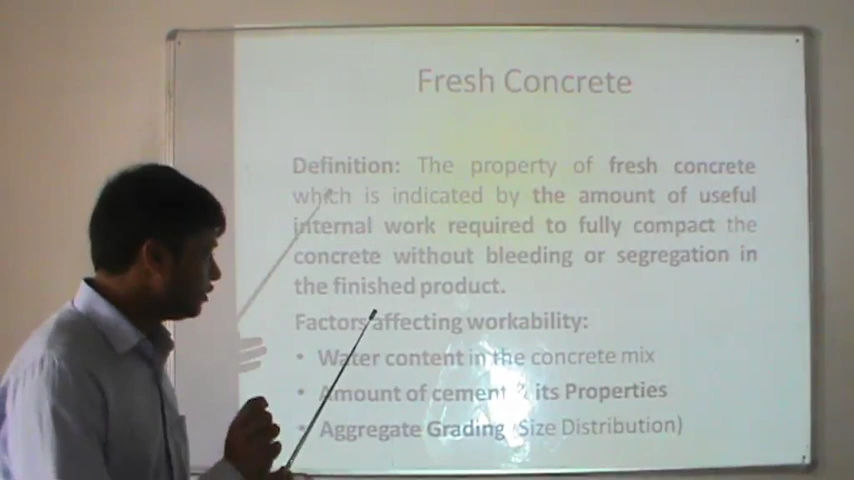 Fresh Concrete
Definition: The property of fresh concrete
which is indicated by the amount of useful
internal work required to fully compact the
concrete without bleeding or segregation in
the finished product.
Factors affecting workability:
• Water content in the concrete mix
• Amount of cement & its Properties
• Aggregate Grading (Size Distribution)